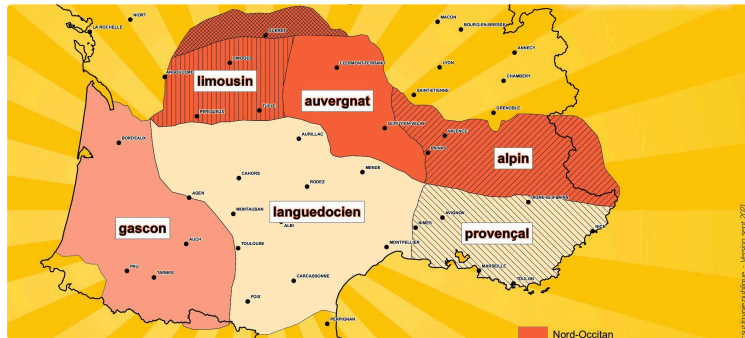 NIORT
LA ROCHELLE
MACON
BOURG-EN-BRESSE
GUERET
ANNECY
LIMOGES
CLERMONT-FERRAND
LYON
ANGOULEME
limousin
CHAMBERY
auvergnat
SAINT-ETIENNE
TULLE
PERIGUEUX
GRENOBLE
LE PUY-EN-VELAY
VALENCE
BORDEAUX
AURILLAC
PRIVAS
alpin
MENDE
CAHORS
RODEZ
AGEN
DIGNE-LES-BAINS
MONTAUBAN
languedocien
AVIGNON
ALBI
NIMES
gascon
provençal
NICE
AUCH
TOULOUSE
MONTPELLIER
PAU
TARBES
MARSEILLE
CARCASSONNE
TOULON
FOIX
PERPIGNAN
Nord-Occitan